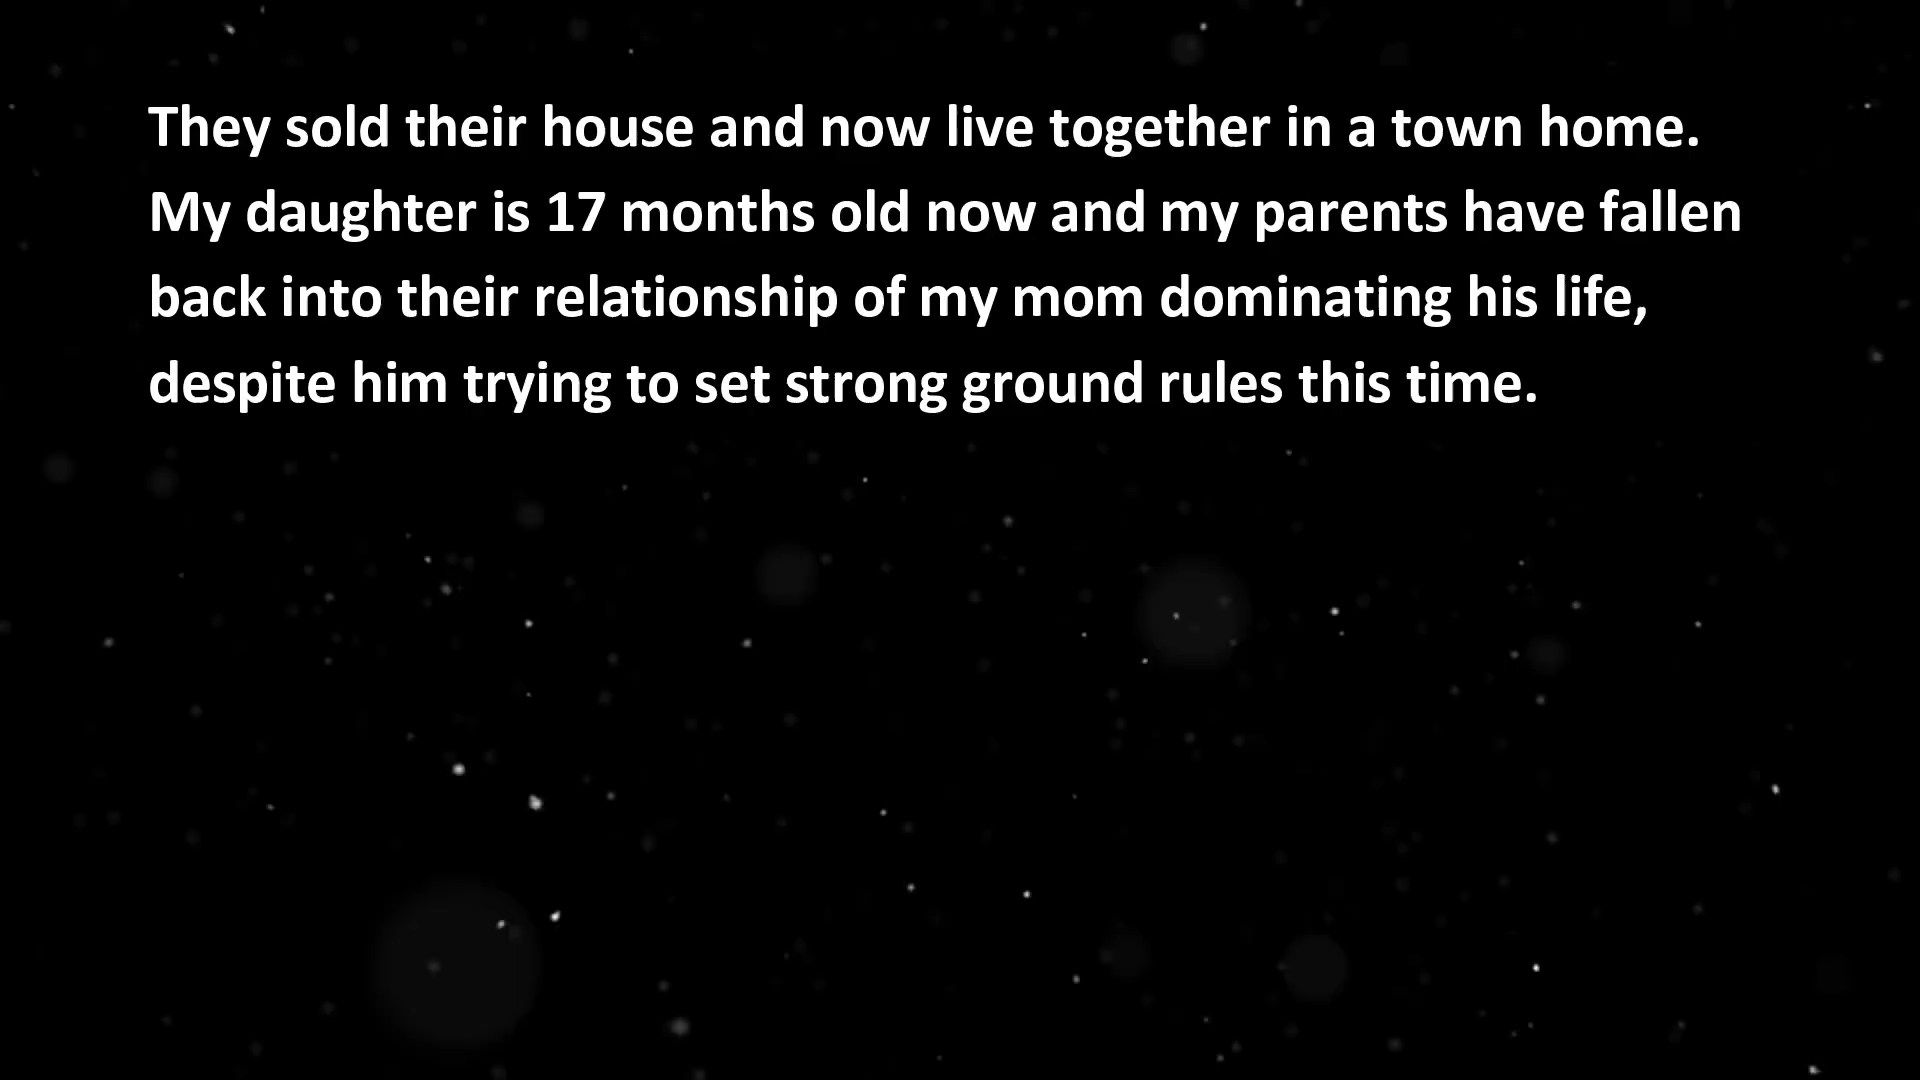 They sold their house and now live together in a town home.
My daughter is 17 months old now and my parents have fallen
back into their relationship of my mom dominating his life,
despite him trying to set strong ground rules this time.